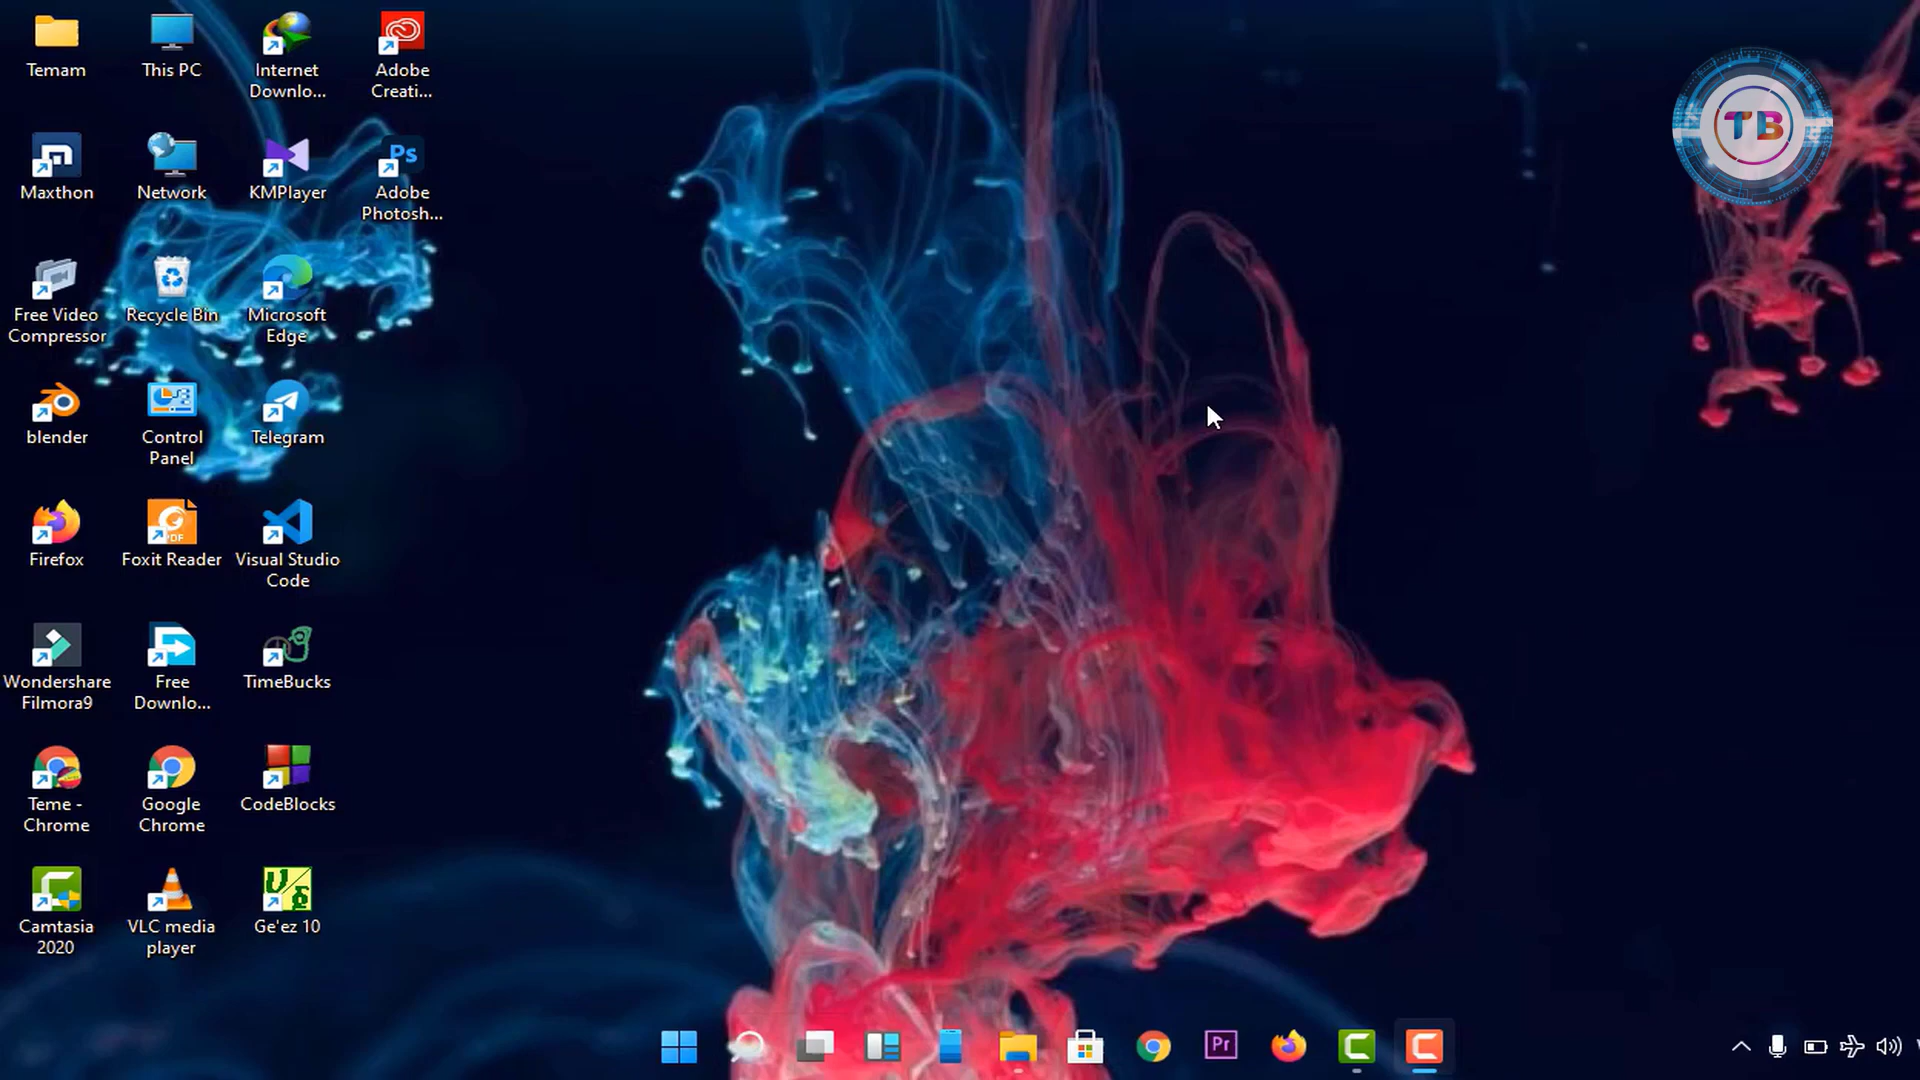 Temam
This PC
Internet
Downlo...
Adobe
Creati...
TB
Maxthon
Network
KMPlayer
Ps
Adobe
Photosh...
Free Video
Compressor
Recycle Bin
Microsoft
Edge
blender
Control
Panel
Telegram
Firefox
PDF
Foxit Reader
Visual Studio
Code
Wondershare
Filmora9
Free
Downlo...
TimeBucks
Teme -
Chrome
Google
Chrome
CodeBlocks
Camtasia
2020
VLC media
player
Ge'ez 10
Pr